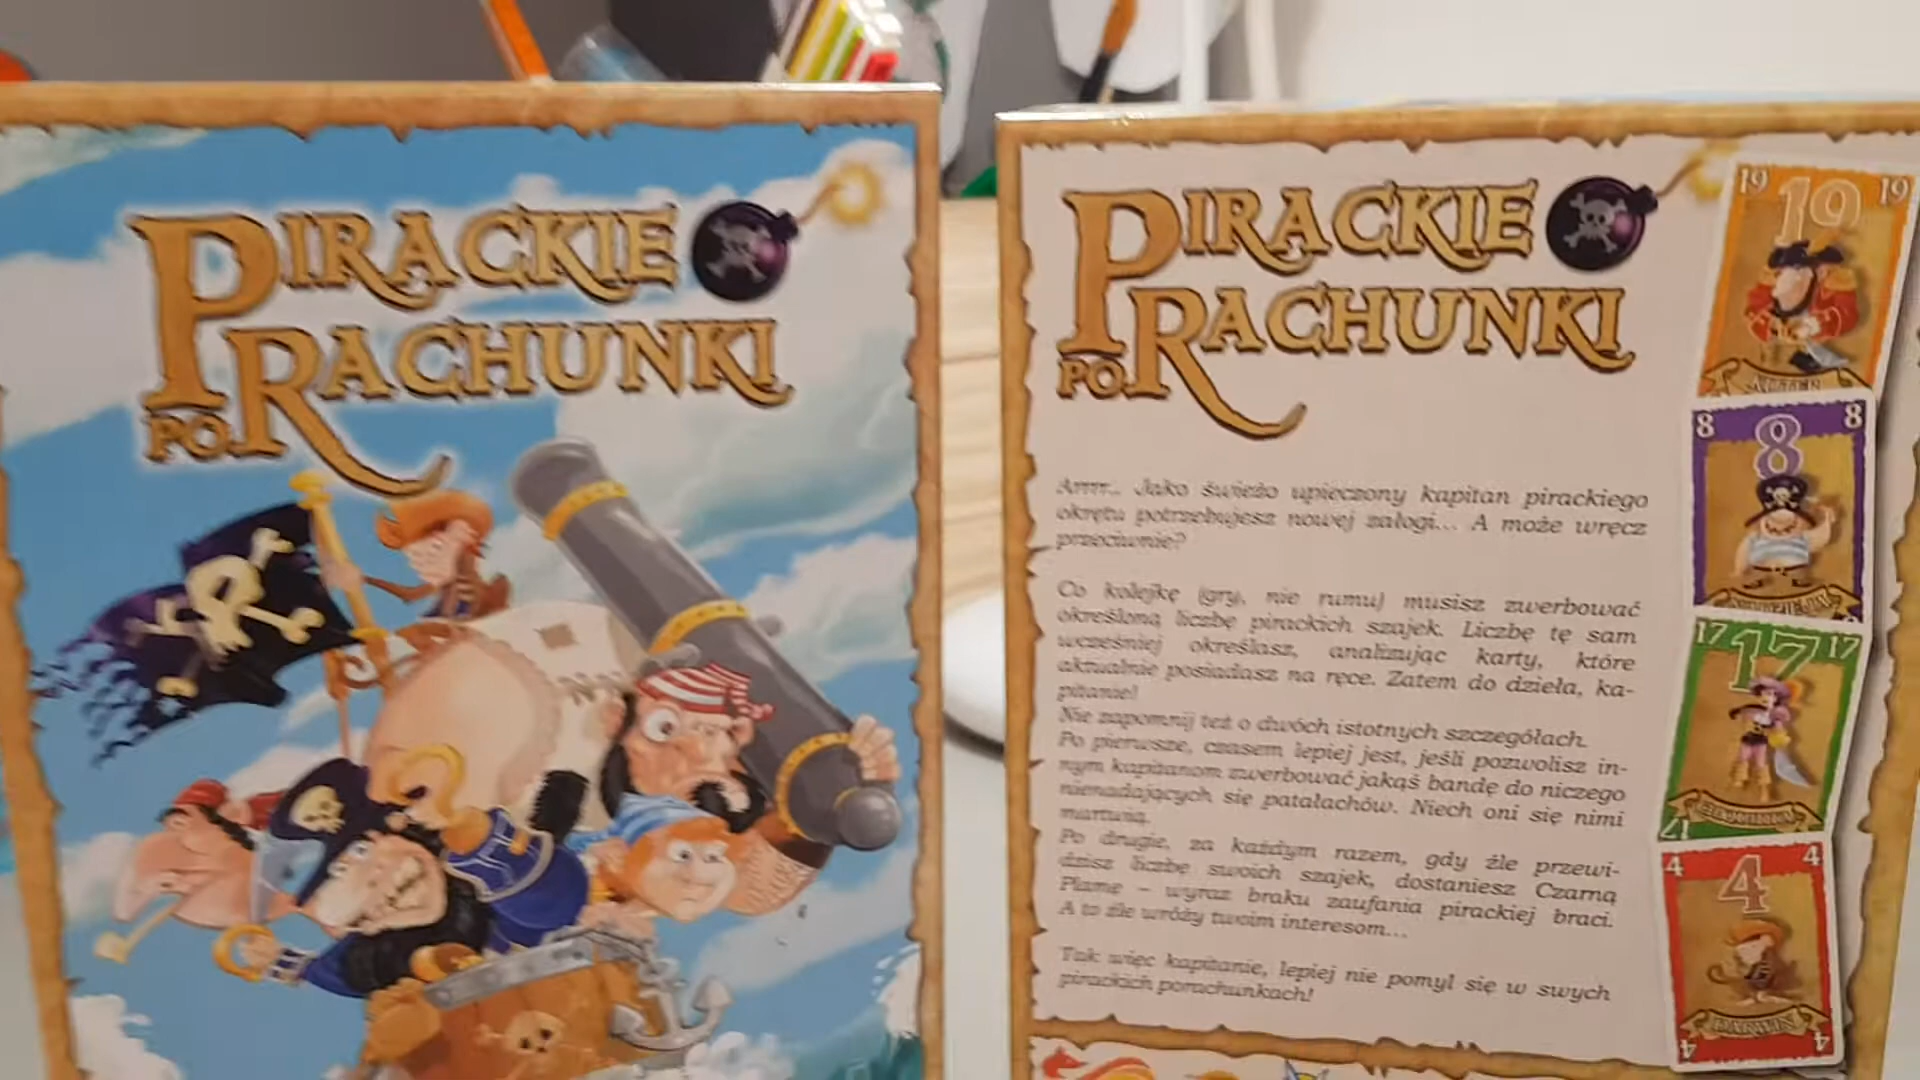 PIRACKIE
PO.RACHUNKI
PIRACKIE
PO.RACHUNKI
Arrrr... Jako świeżo upieczony kapitan pirackiego
okrętu potrzebujesz nowej załogi... A może wręcz
przeciwnie?
Co kolejkę (gry, nie rumu) musisz zwerbować
określoną liczbę pirackich szajek. Liczbę tę sam
wcześniej określasz, analizując karty, które
aktualnie posiadasz na ręce. Zatem do dzieła, ka-
pitanie!
Nie zapomnij też o dwóch istotnych szczegółach.
Po pierwsze, czasem lepiej jest, jeśli pozwolisz in-
nym kapitanom zwerbować jakąś bandę do niczego
nienadających się patałachów. Niech oni się nimi
martwią.
Po drugie, za każdym razem, gdy źle przewi-
dzisz liczbę swoich szajek, dostaniesz Czarną
Plamę – wyraz braku zaufania pirackiej braci.
A to źle wróży twoim interesom...
Tak więc kapitanie, lepiej nie pomyl się w swych
pirackich porachunkach!
19 19 19
8 8 8
17 17 17
17
4 4 4
DARWIN
4 4